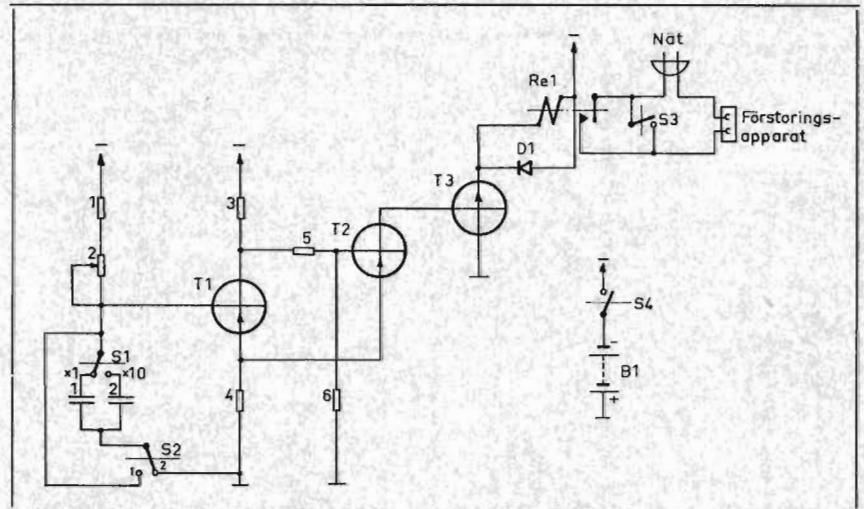 Nät
Re1
S3
Förstorings-
apparat
D1
T3
1
3
2
5
T2
T1
S4
S1
×1
×10
1
2
4
6
B1
S2
1
2